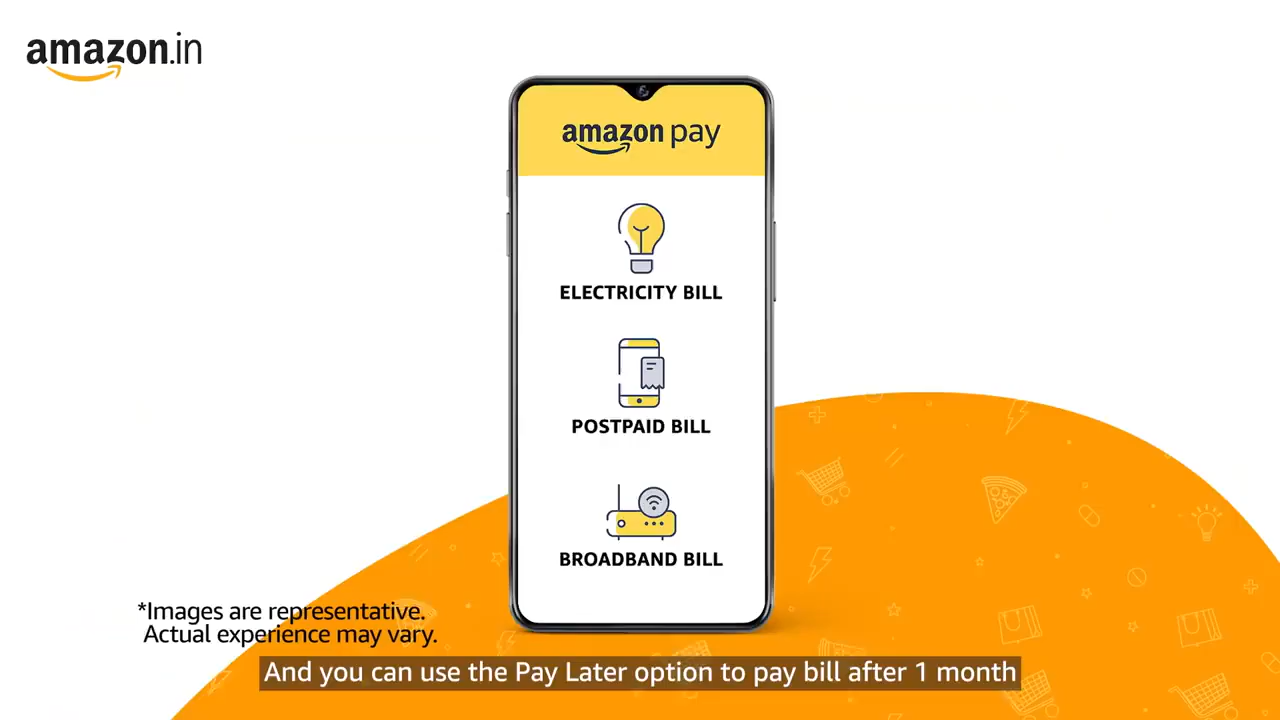 amazon.in
amazon pay
ELECTRICITY BILL
POSTPAID BILL
BROADBAND BILL
*Images are representative.
Actual experience may vary.
And you can use the Pay Later option to pay bill after 1 month